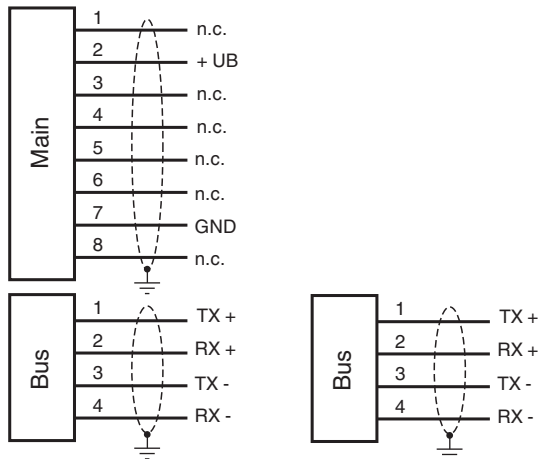 Main
1 n.c.
2 + UB
3 n.c.
4 n.c.
5 n.c.
6 n.c.
7 GND
8 n.c.
Bus
1 TX +
2 RX +
3 TX -
4 RX -
Bus
1 TX +
2 RX +
3 TX -
4 RX -